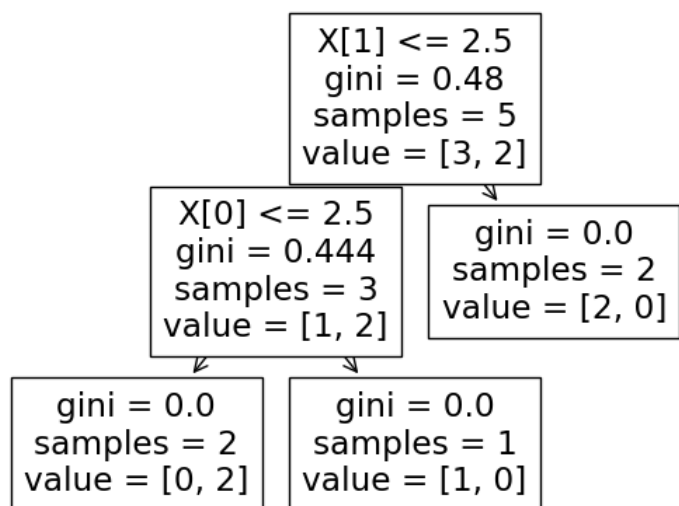 X[1] <= 2.5
gini = 0.48
samples = 5
value = [3, 2]
X[0] <= 2.5
gini = 0.444
samples = 3
value = [1, 2]
gini = 0.0
samples = 2
value = [2, 0]
gini = 0.0
samples = 2
value = [0, 2]
gini = 0.0
samples = 1
value = [1, 0]